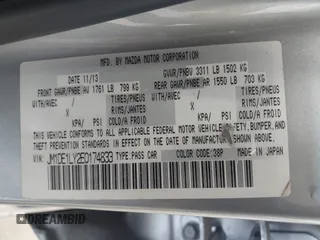 MFD. BY MAZDA MOTOR CORPORATION
DATE 11/13 GVWR/PNBV 3311 LB 1502 KG
FRONT GAWR/PNBE AV 1761 LB 799 KG REAR GAWR/PNBE AR 1550 LB 703 KG
WITH/AVEC TIRES/PNEUS WITH/AVEC TIRES/PNEUS
X RIMS/JANTES X RIMS/JANTES
KPA/ PSI COLD/A FROID KPA/ PSI COLD/A FROID
THIS VEHICLE CONFORMS TO ALL APPLICABLE FEDERAL MOTOR VEHICLE SAFETY, BUMPER, AND
THEFT PREVENTION STANDARDS IN EFFECT ON THE DATE OF MANUFACTURE SHOWN ABOVE.
JM1DE1LY2E0174833 TYPE:PASS CAR COLOR CODE:38P MADE IN JAPAN